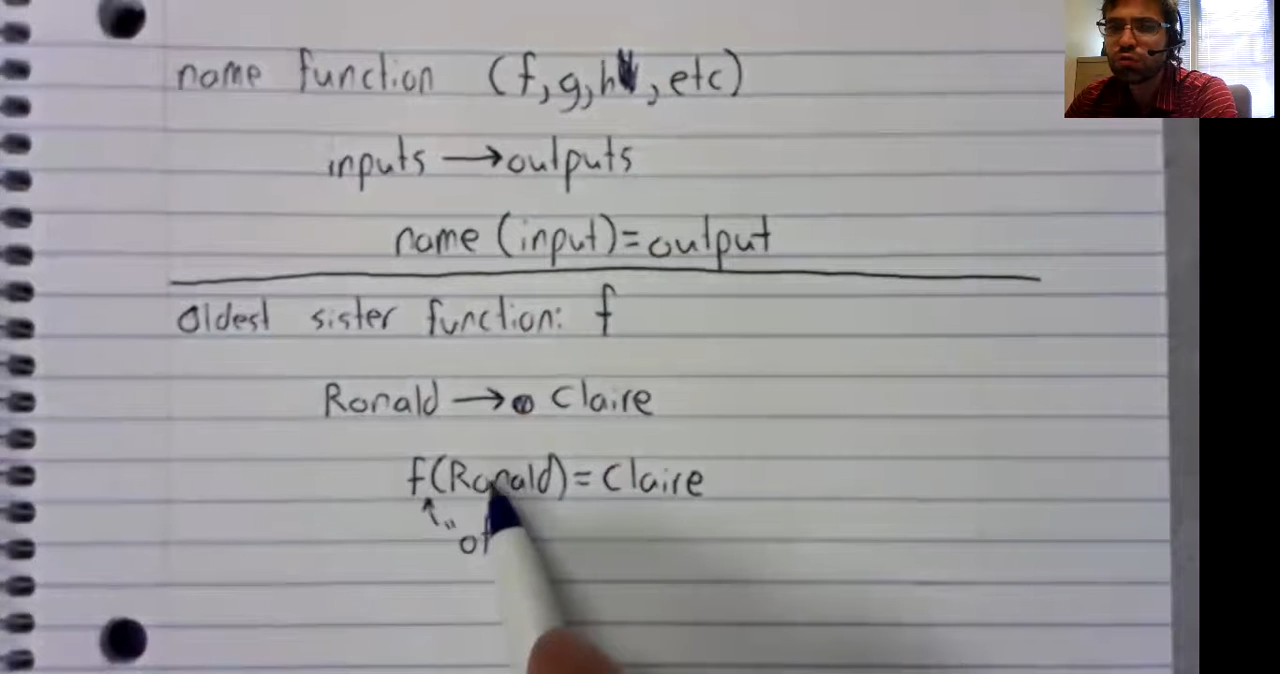 name function (f,g,h, etc)
inputs → outputs
name (input)=output
Oldest sister function: f
Ronald → Claire
f(Ronald)=Claire
"of